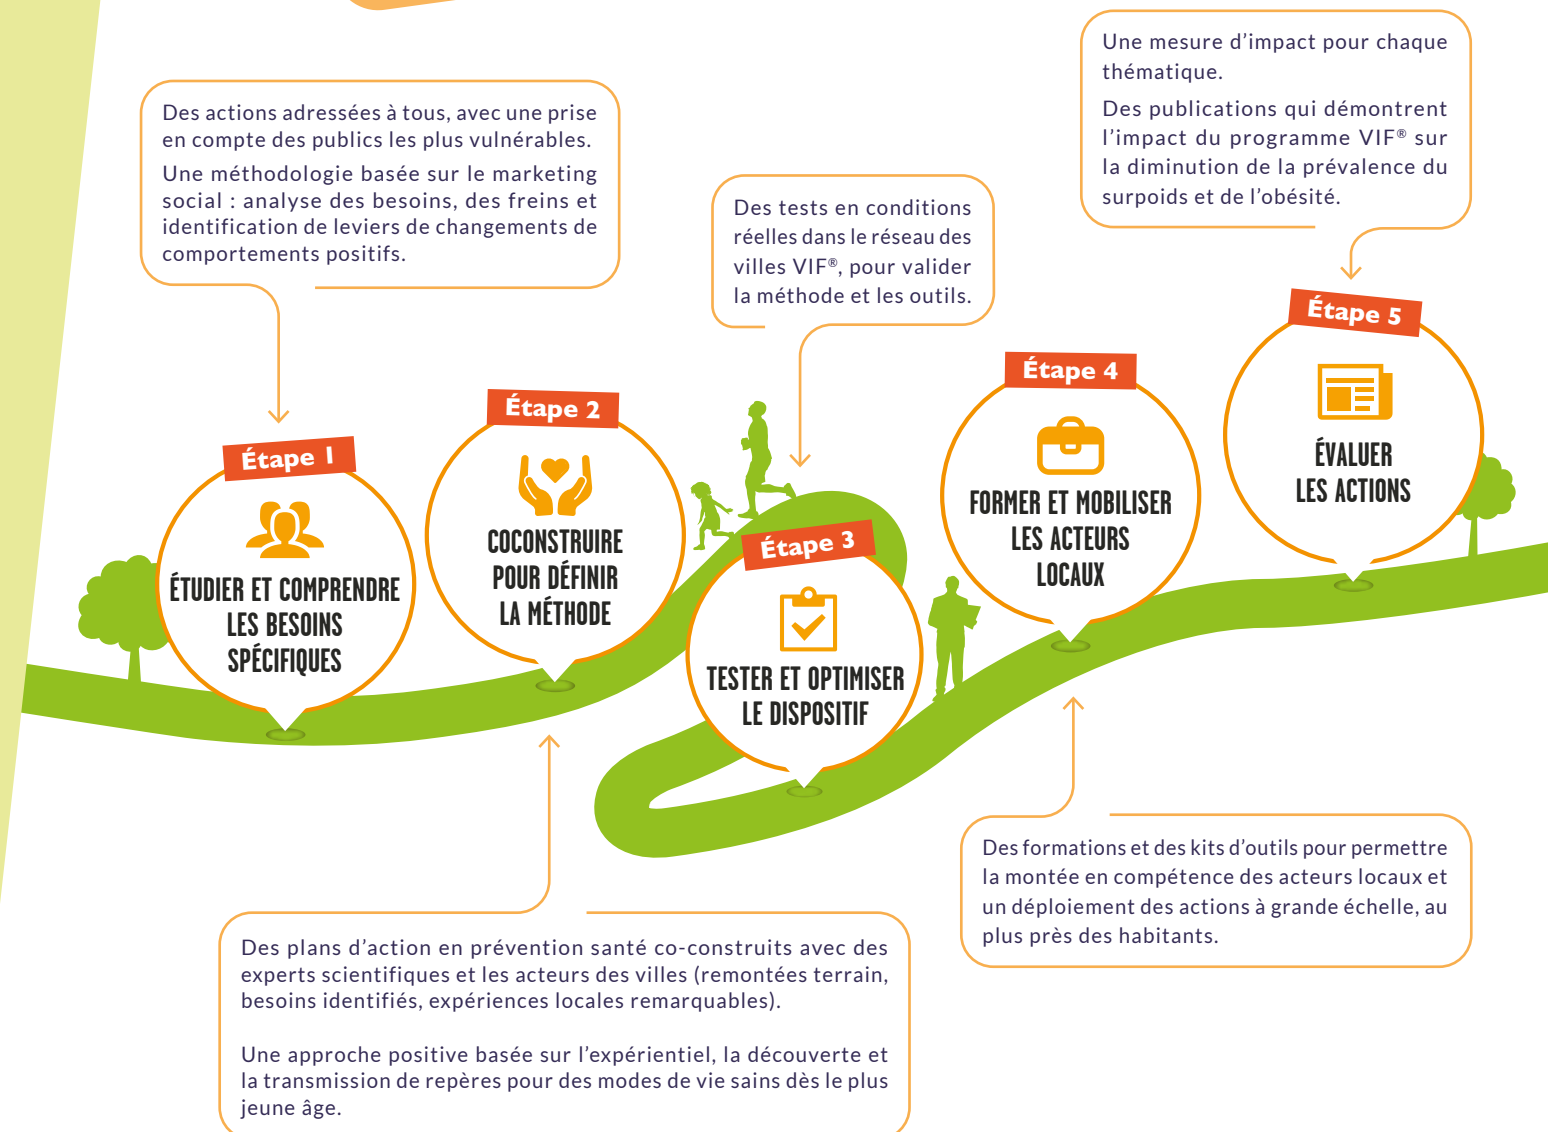 Des actions adressées à tous, avec une prise
en compte des publics les plus vulnérables.
Une méthodologie basée sur le marketing
social : analyse des besoins, des freins et
identification de leviers de changements de
comportements positifs.
Étape 1
ÉTUDIER ET COMPRENDRE
LES BESOINS
SPÉCIFIQUES
Étape 2
COCONSTRUIRE
POUR DÉFINIR
LA MÉTHODE
Des plans d’action en prévention santé co-construits avec des
experts scientifiques et les acteurs des villes (remontées terrain,
besoins identifiés, expériences locales remarquables).
Une approche positive basée sur l’expérientiel, la découverte et
la transmission de repères pour des modes de vie sains dès le plus
jeune âge.
Des tests en conditions
réelles dans le réseau des
villes VIF®, pour valider
la méthode et les outils.
Étape 3
TESTER ET OPTIMISER
LE DISPOSITIF
Étape 4
FORMER ET MOBILISER
LES ACTEURS
LOCAUX
Des formations et des kits d’outils pour permettre
la montée en compétence des acteurs locaux et
un déploiement des actions à grande échelle, au
plus près des habitants.
Une mesure d’impact pour chaque
thématique.
Des publications qui démontrent
l’impact du programme VIF® sur
la diminution de la prévalence du
surpoids et de l’obésité.
Étape 5
ÉVALUER
LES ACTIONS